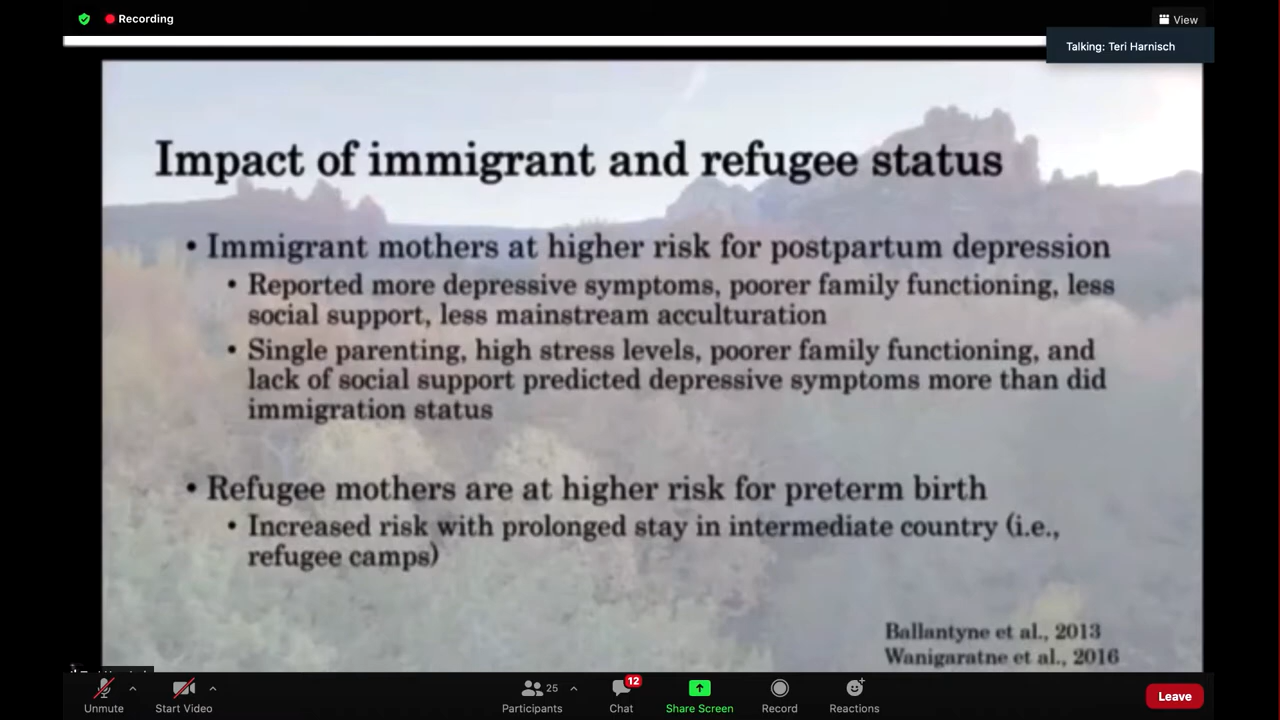 Recording
View
Talking: Teri Harnisch
Impact of immigrant and refugee status
• Immigrant mothers at higher risk for postpartum depression
• Reported more depressive symptoms, poorer family functioning, less
social support, less mainstream acculturation
• Single parenting, high stress levels, poorer family functioning, and
lack of social support predicted depressive symptoms more than did
immigration status
• Refugee mothers are at higher risk for preterm birth
• Increased risk with prolonged stay in intermediate country (i.e.,
refugee camps)
Ballantyne et al., 2013
Wanigaratne et al., 2016
Unmute
Start Video
25
Participants
12
Chat
Share Screen
Record
Reactions
Leave